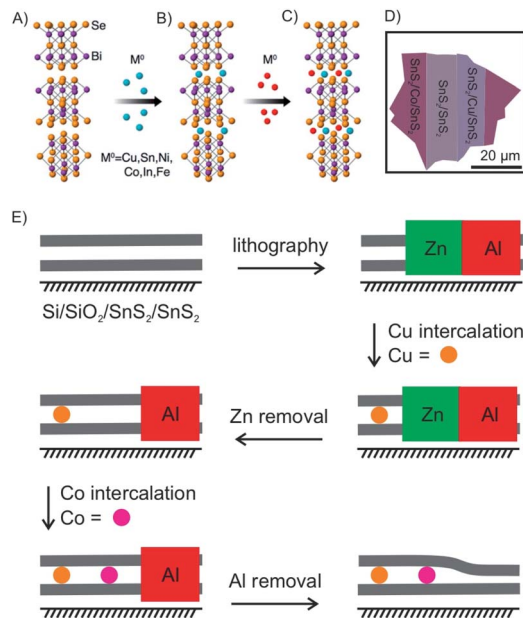 A)
Se
Bi
M⁰
M⁰=Cu,Sn,Ni,
Co,In,Fe
B)
M⁰
C)
D)
SnS₂/Co/SnS₂
SnS₂/SnS₂
SnS₂/Cu/SnS₂
20 μm
E)
Si/SiO₂/SnS₂/SnS₂
lithography
Zn
Al
Cu intercalation
Cu =
Zn
Al
Zn removal
Al
Co intercalation
Co =
Al
Al removal